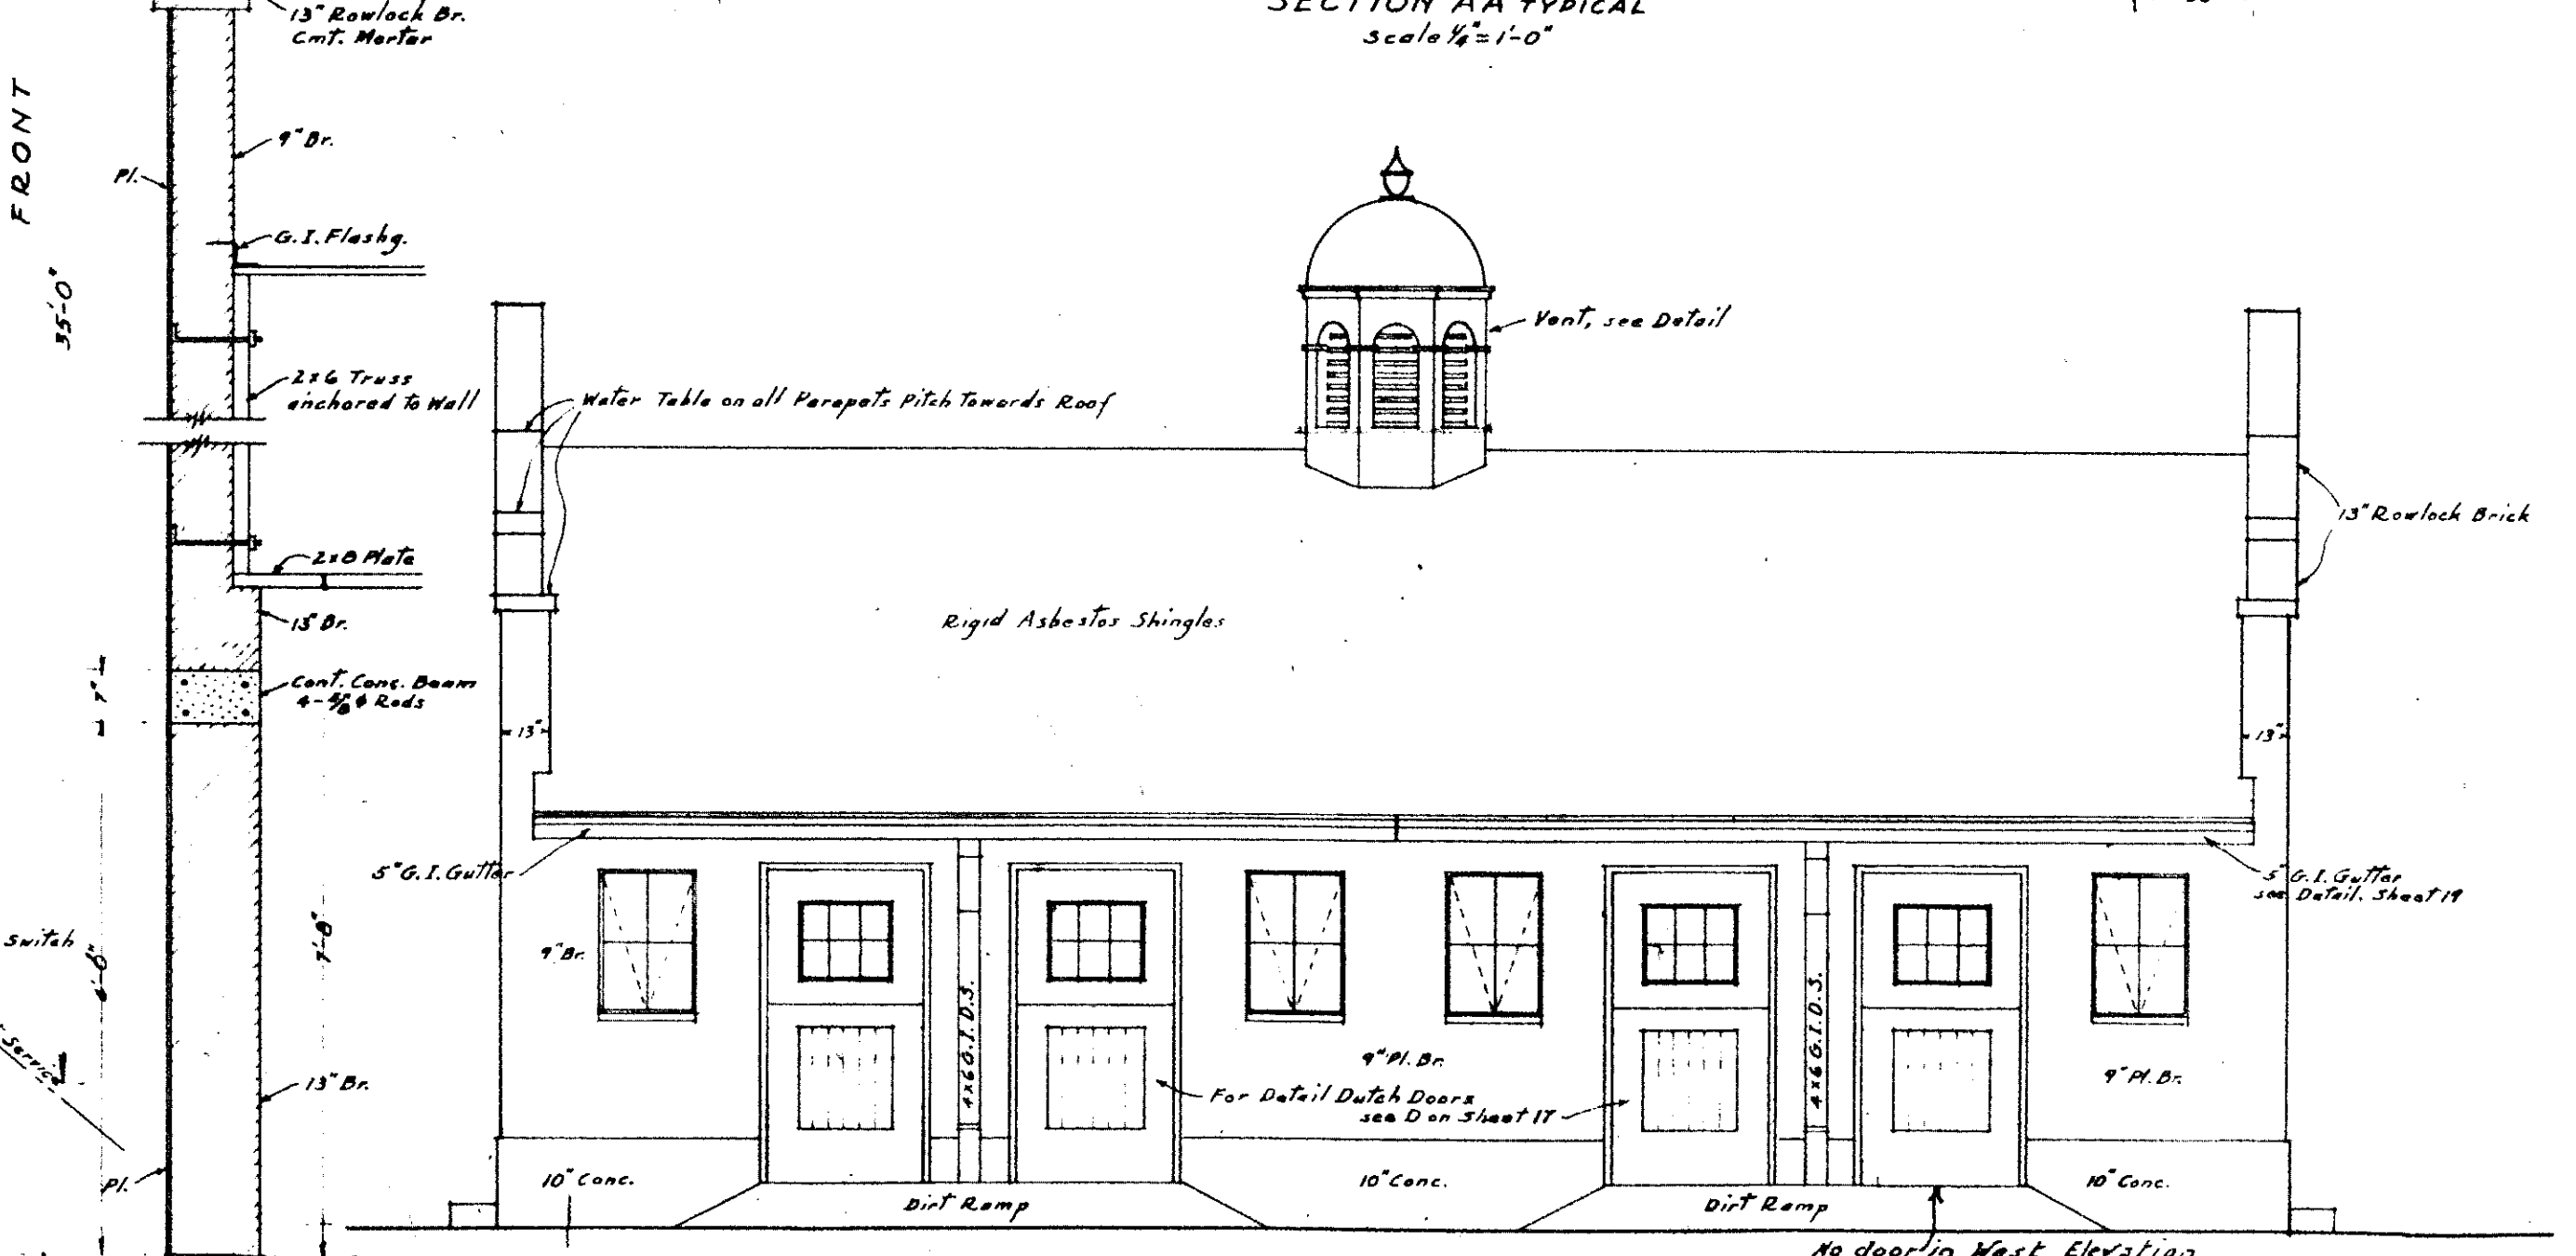 13" Rowlock Br.
Cmt. Mortar
SECTION AA TYPICAL
scale 1/4"=1'-0"
FRONT
35'-0"
9" Br.
Pl.
G.I. Flashg.
2x6 Truss
anchored to Wall
Water Table on all Parapets Pitch Towards Roof
Vent, see Detail
13" Rowlock Brick
2x8 Plate
13" Br.
Rigid Asbestos Shingles
7"
Cont. Conc. Beam
4-5/8"ϕ Rods
13"
13"
5" G.I. Gutter
5" G.I. Gutter
see Detail. Sheet 19
Switch
6'-0"
7'-8"
9" Br.
4x6 G.I.D.S.
4x6 G.I.D.S.
Service
13" Br.
9" Pl. Br.
9" Pl. Br.
For Detail Dutch Doors
see D on Sheet 17
Pl.
10" Conc.
10" Conc.
10" Conc.
Dirt Ramp
Dirt Ramp
No door in West Elevation